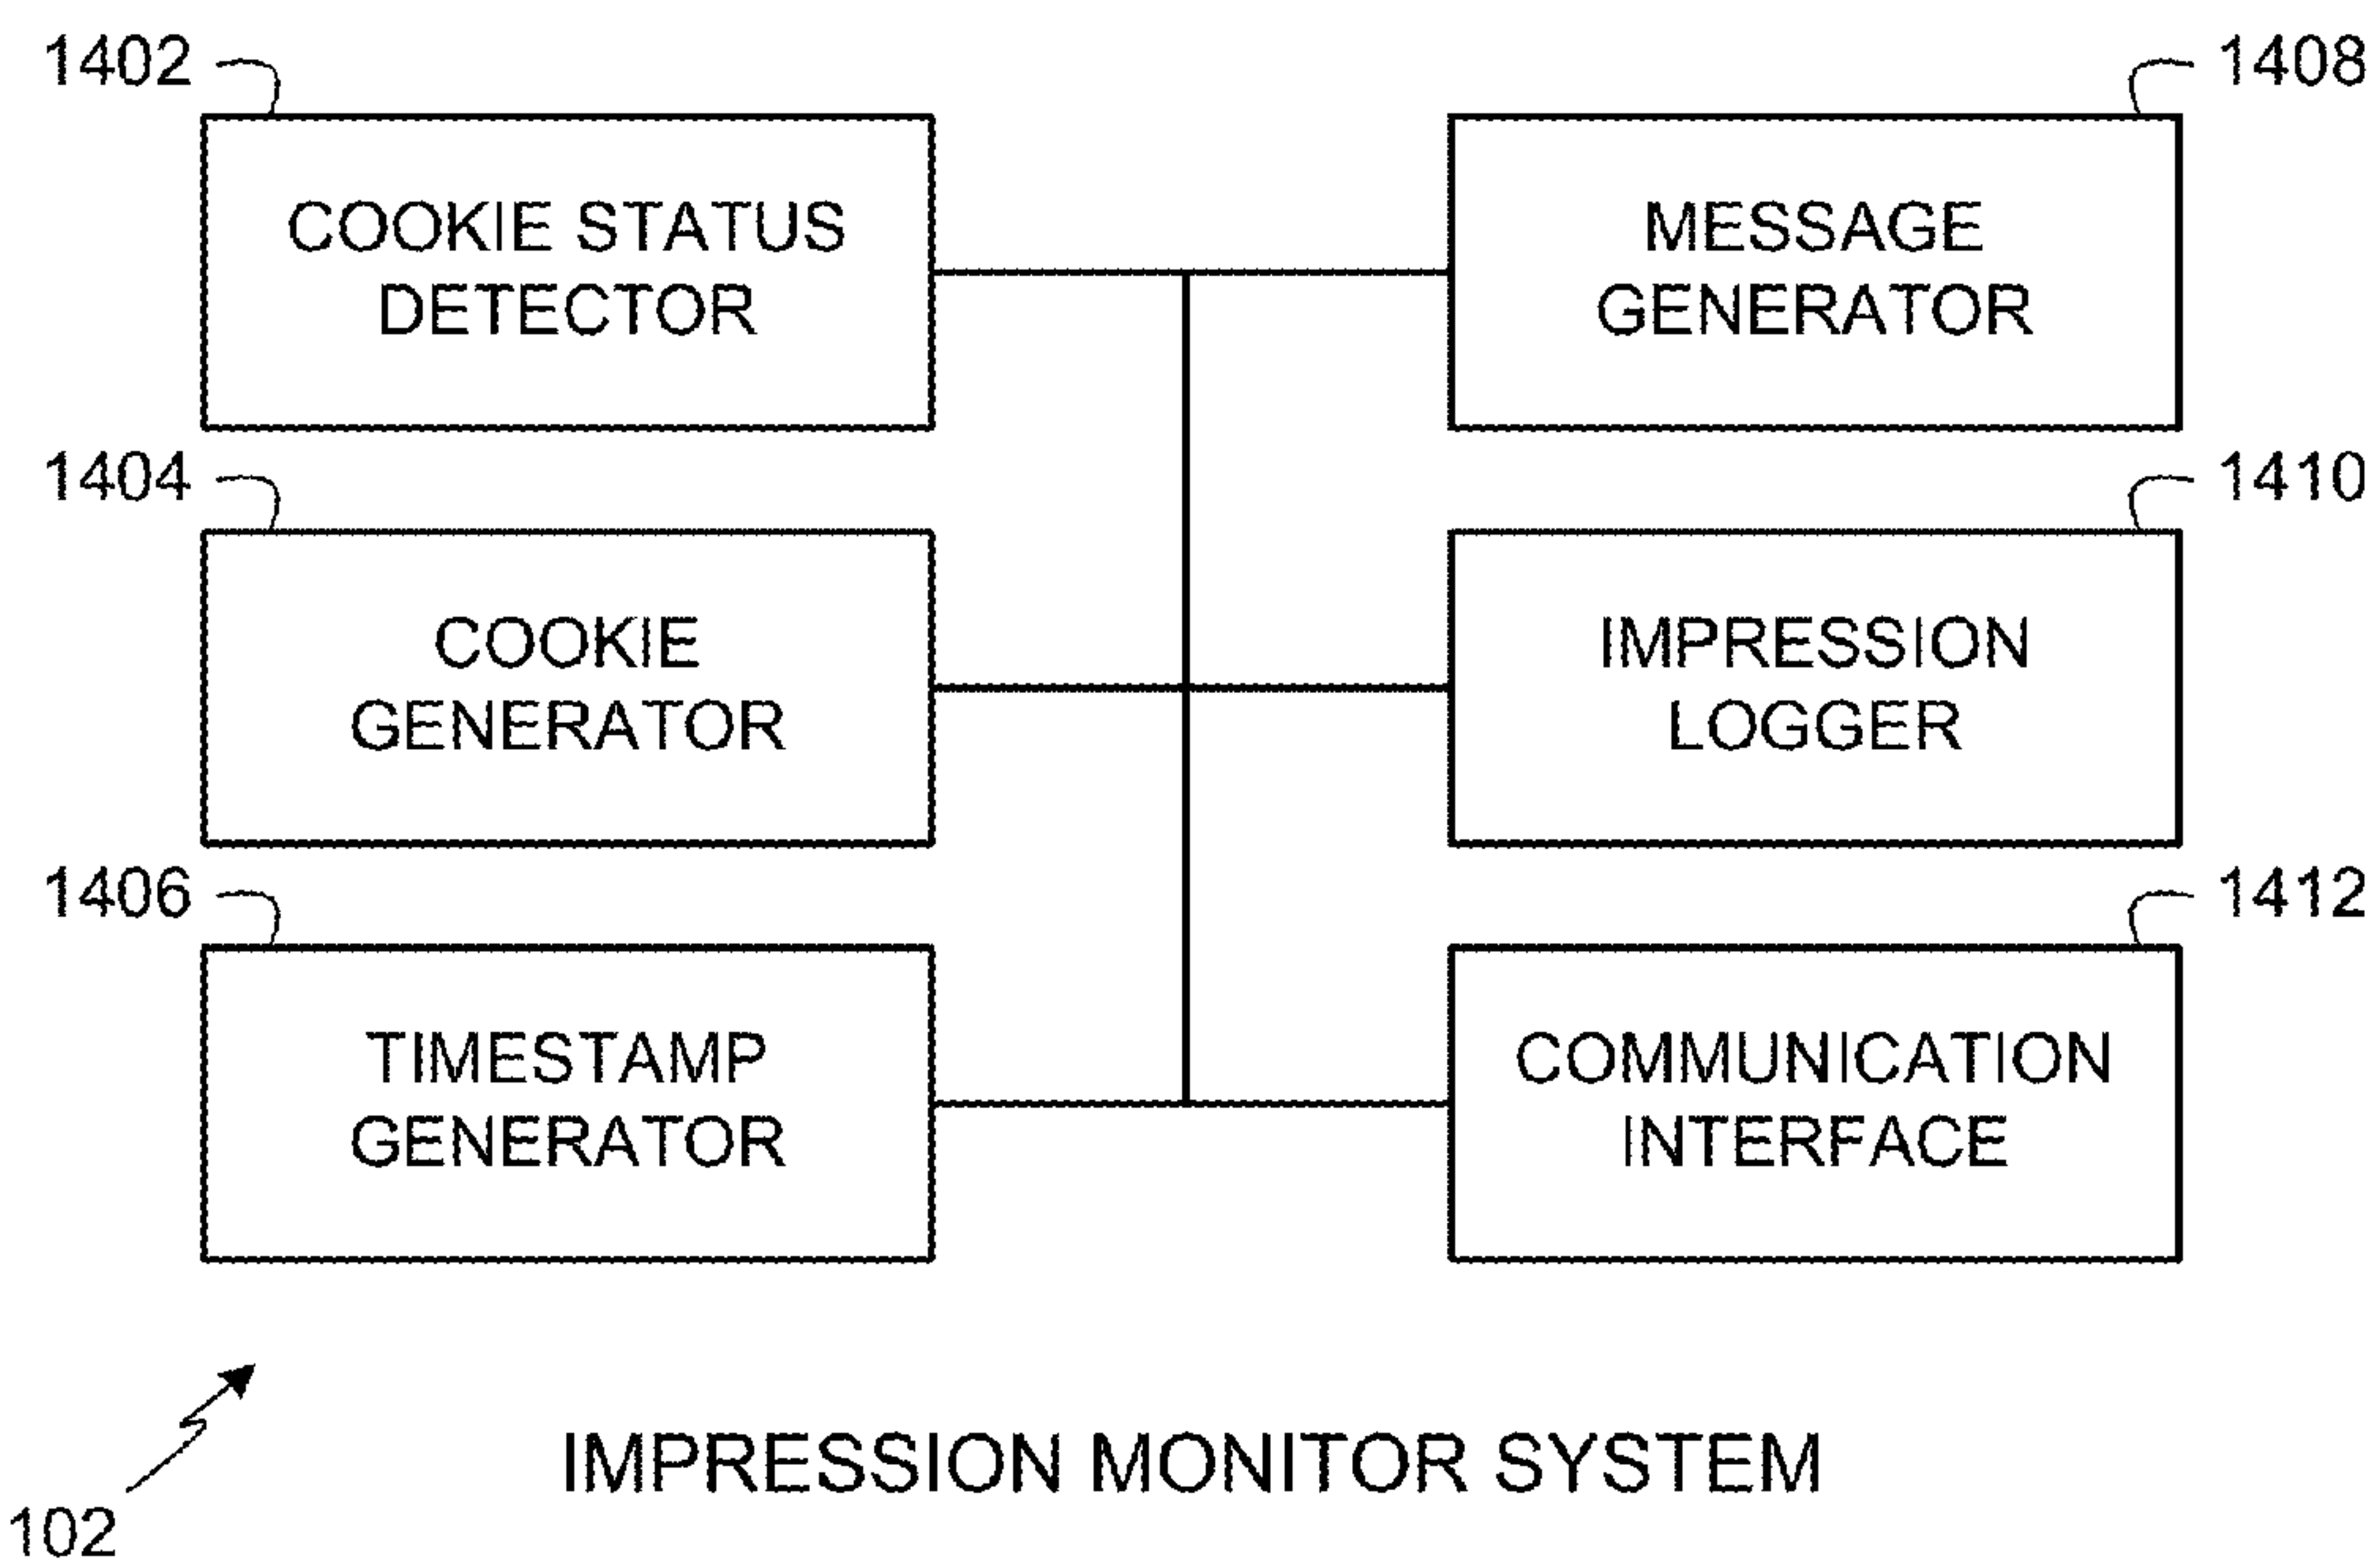 1402
COOKIE STATUS
DETECTOR
1408
MESSAGE
GENERATOR
1404
COOKIE
GENERATOR
1410
IMPRESSION
LOGGER
1406
TIMESTAMP
GENERATOR
1412
COMMUNICATION
INTERFACE
102
IMPRESSION MONITOR SYSTEM